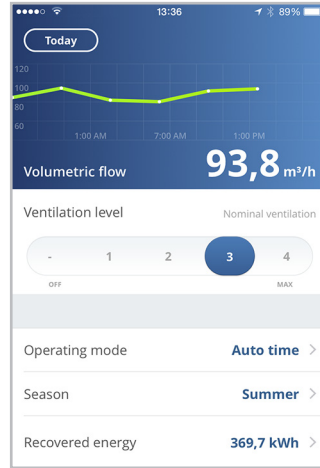 13:36 89%
Today
120
100
80
60
1:00 AM 7:00 AM 1:00 PM
Volumetric flow 93,8 m³/h
Ventilation level Nominal ventilation
- 1 2 3 4
OFF MAX
Operating mode Auto time
Season Summer
Recovered energy 369,7 kWh